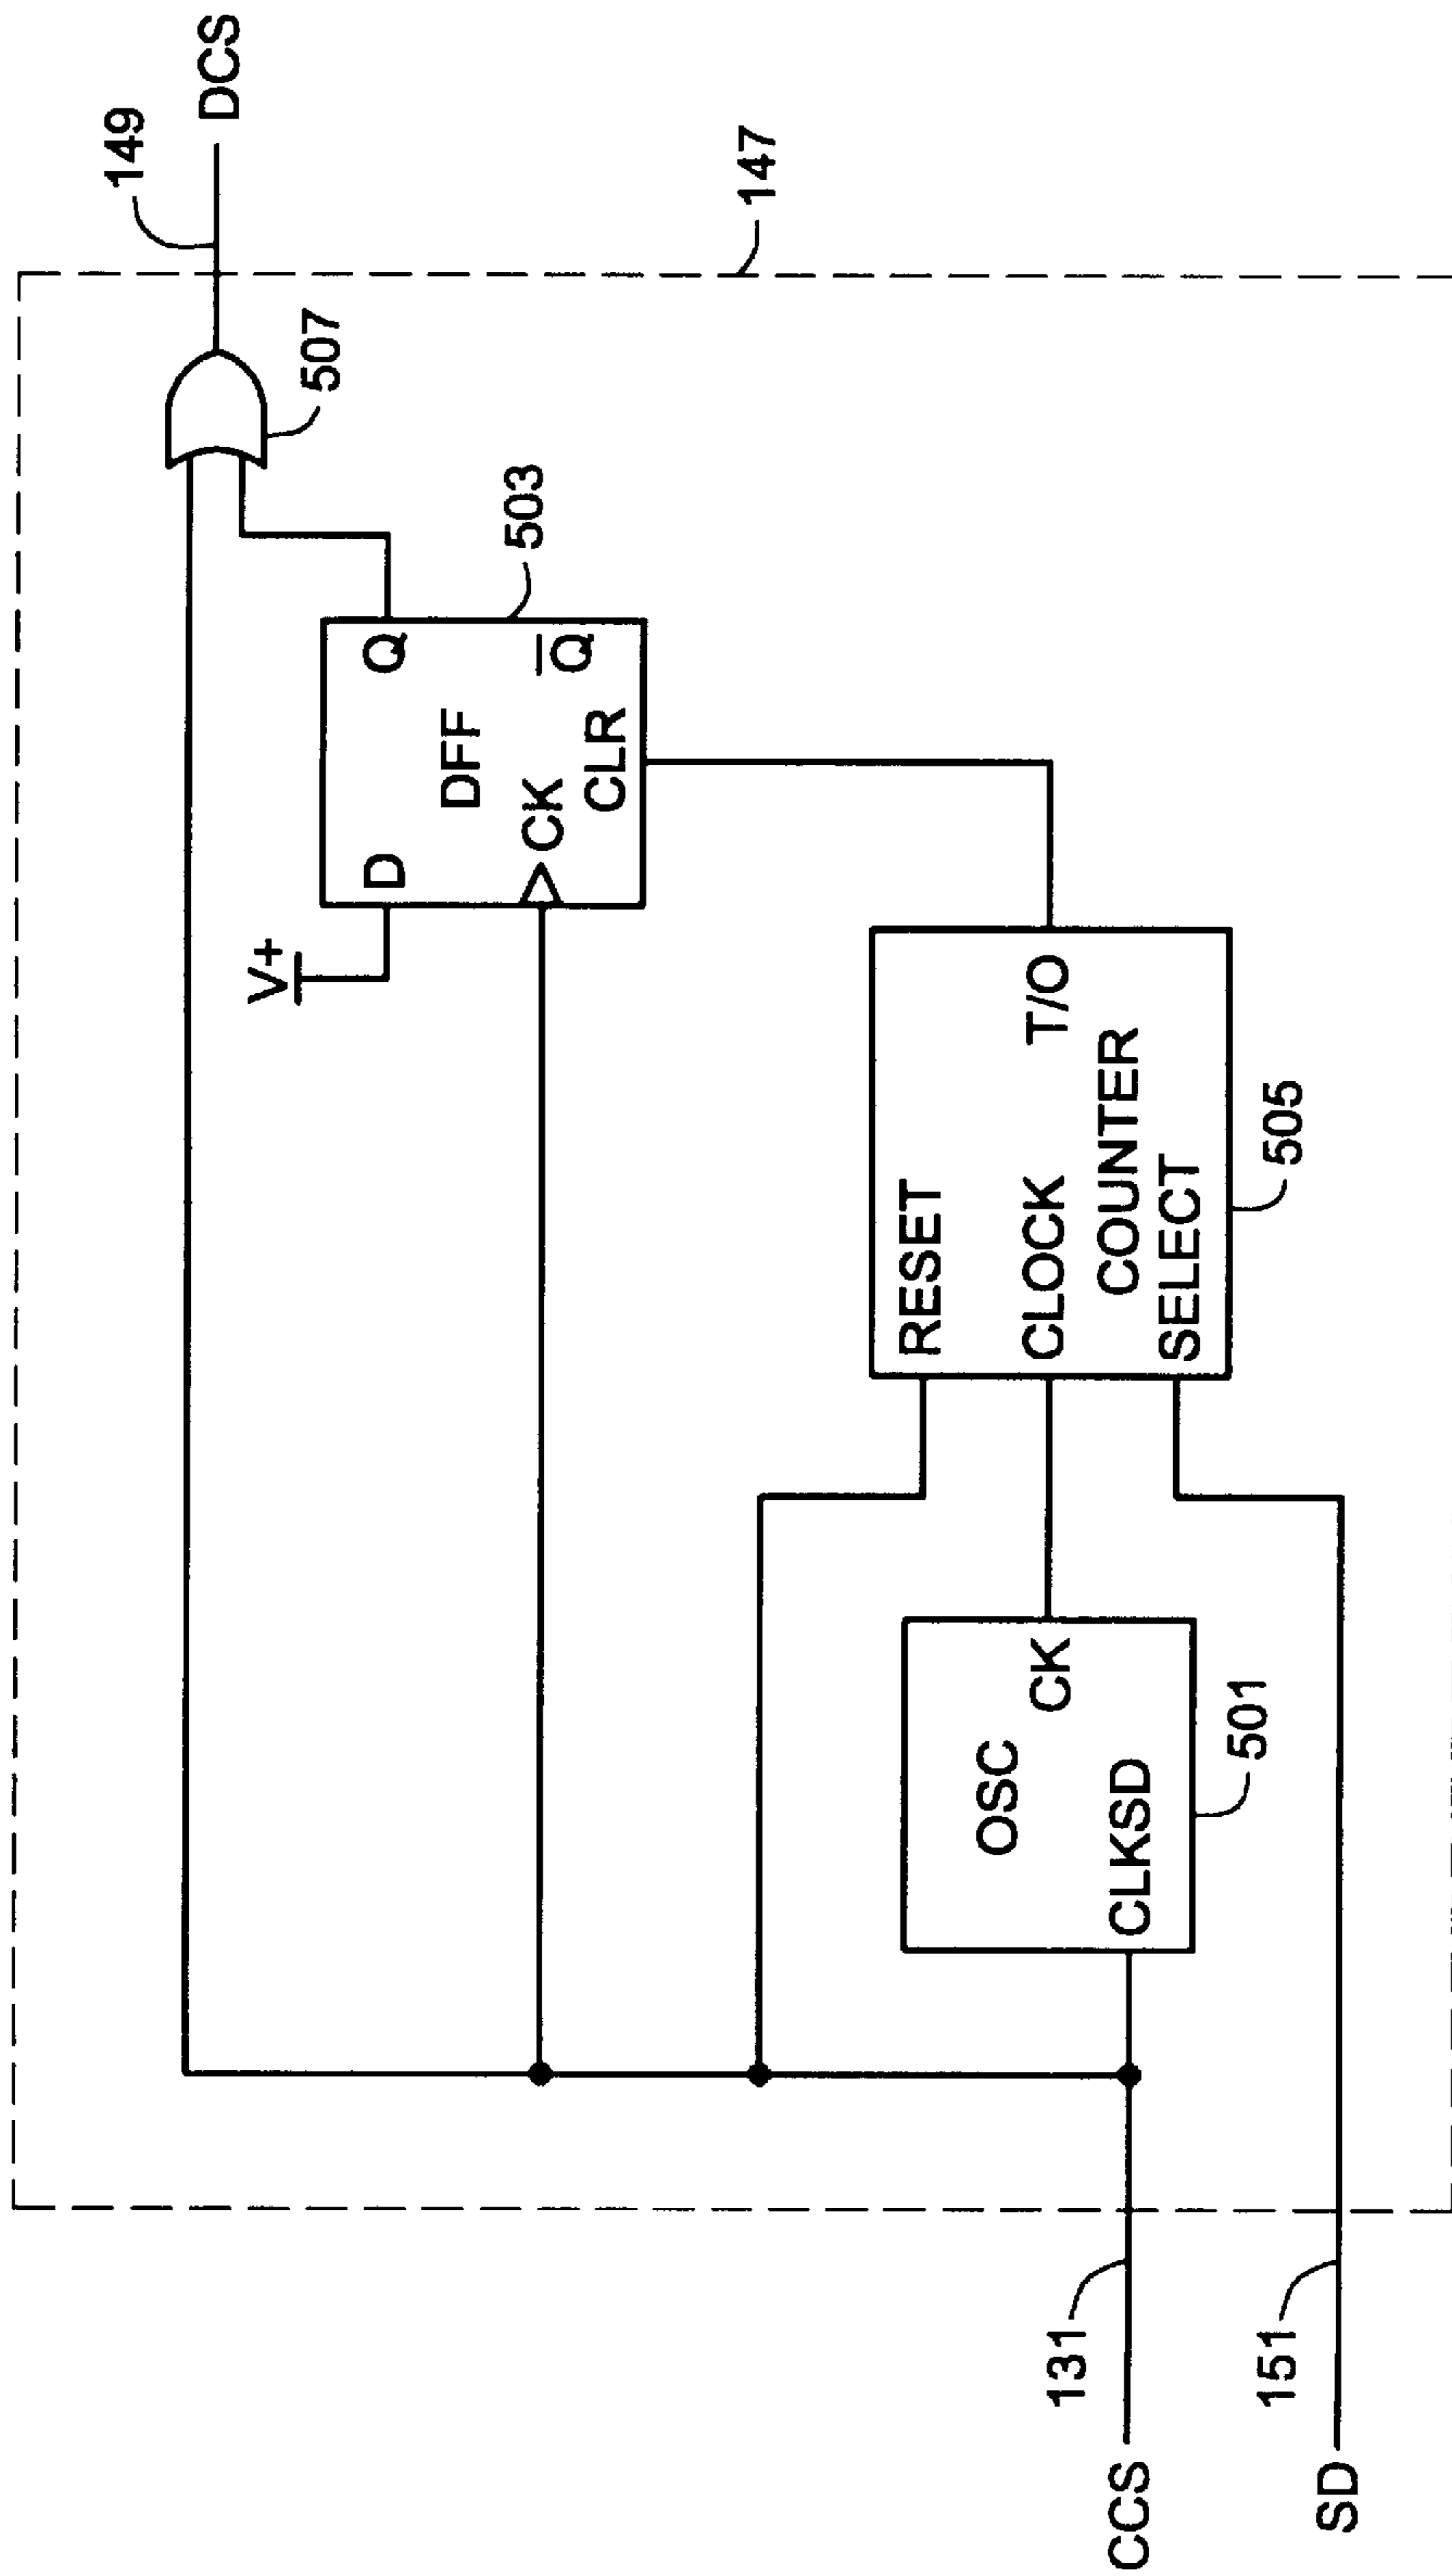 149
DCS
147
507
V+
D
Q
DFF
503
CK
Q
CLR
RESET
T/O
CLOCK
COUNTER
SELECT
505
OSC
CK
CLKSD
501
131
CCS
151
SD